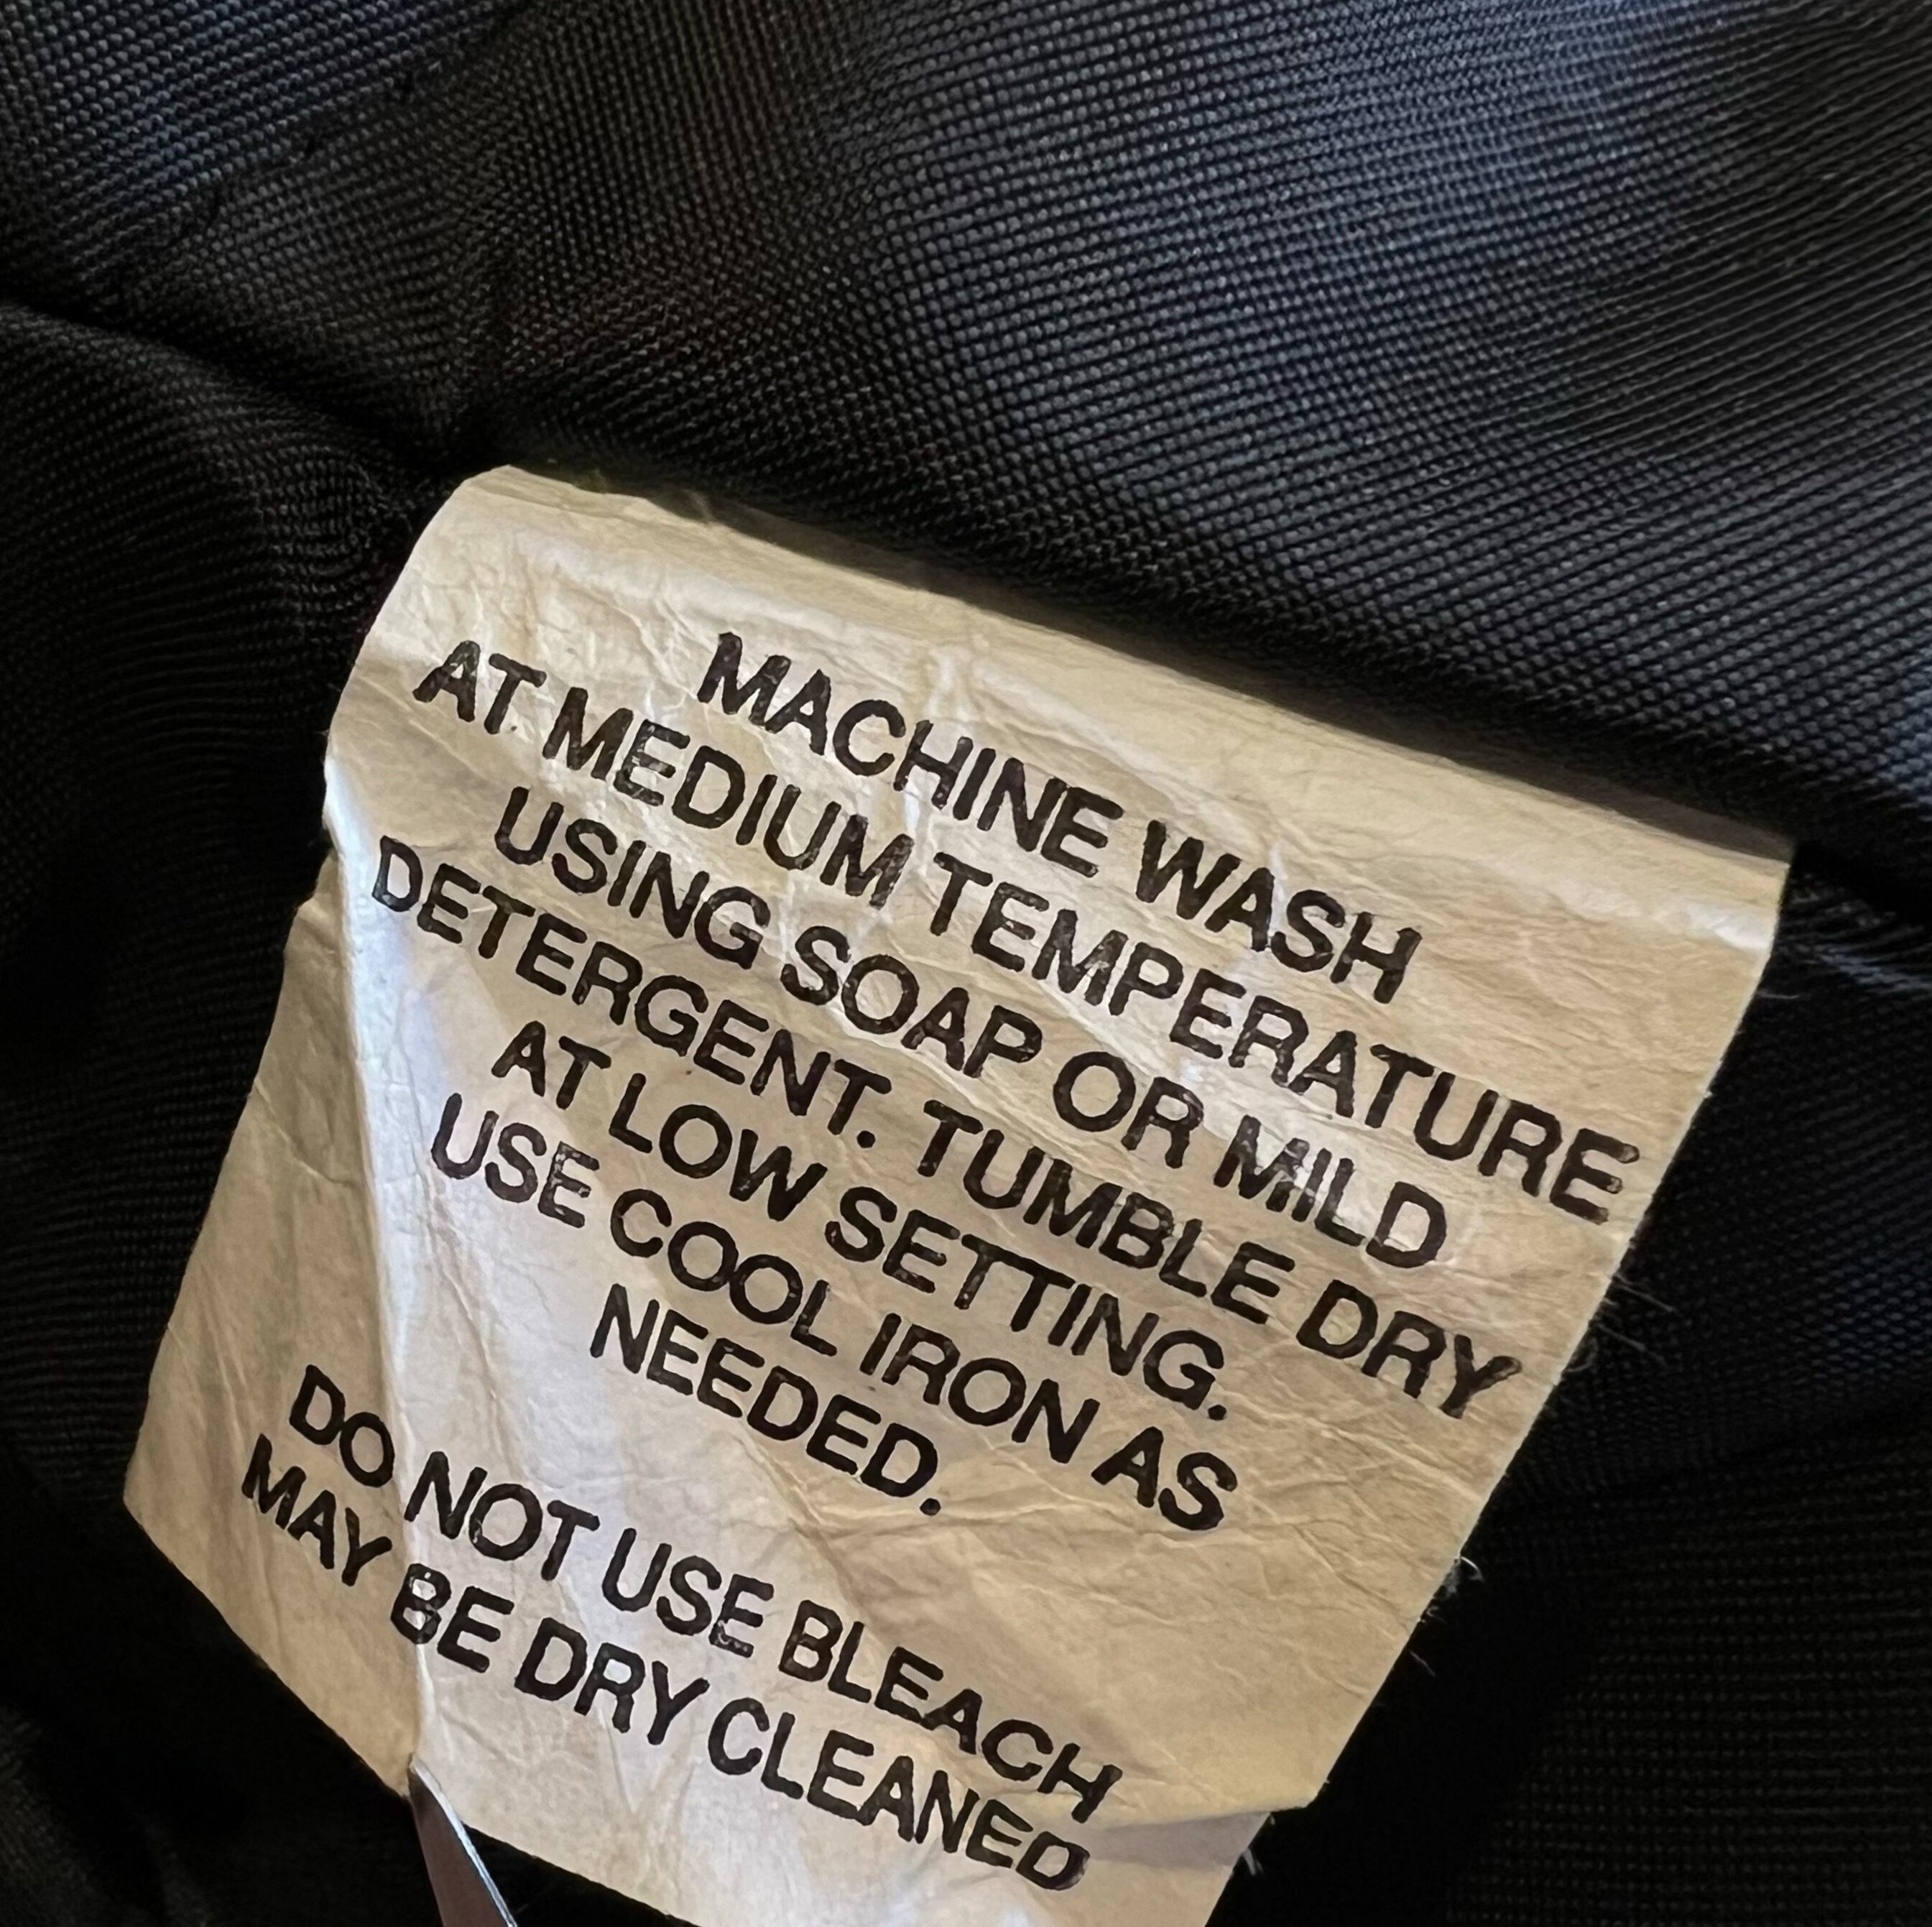 MACHINE WASH
AT MEDIUM TEMPERATURE
USING SOAP OR MILD
DETERGENT. TUMBLE DRY
AT LOW SETTING.
USE COOL IRON AS
NEEDED.
DO NOT USE BLEACH
MAY BE DRY CLEANED